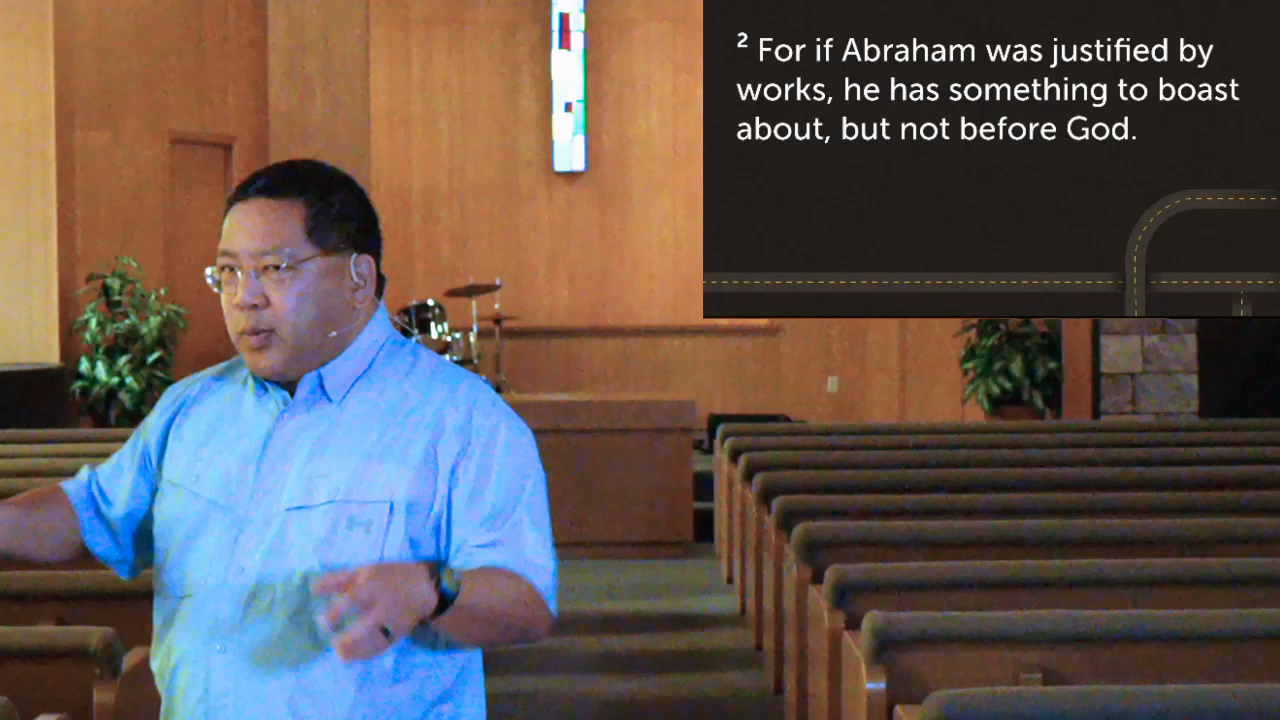 ² For if Abraham was justified by
works, he has something to boast
about, but not before God.